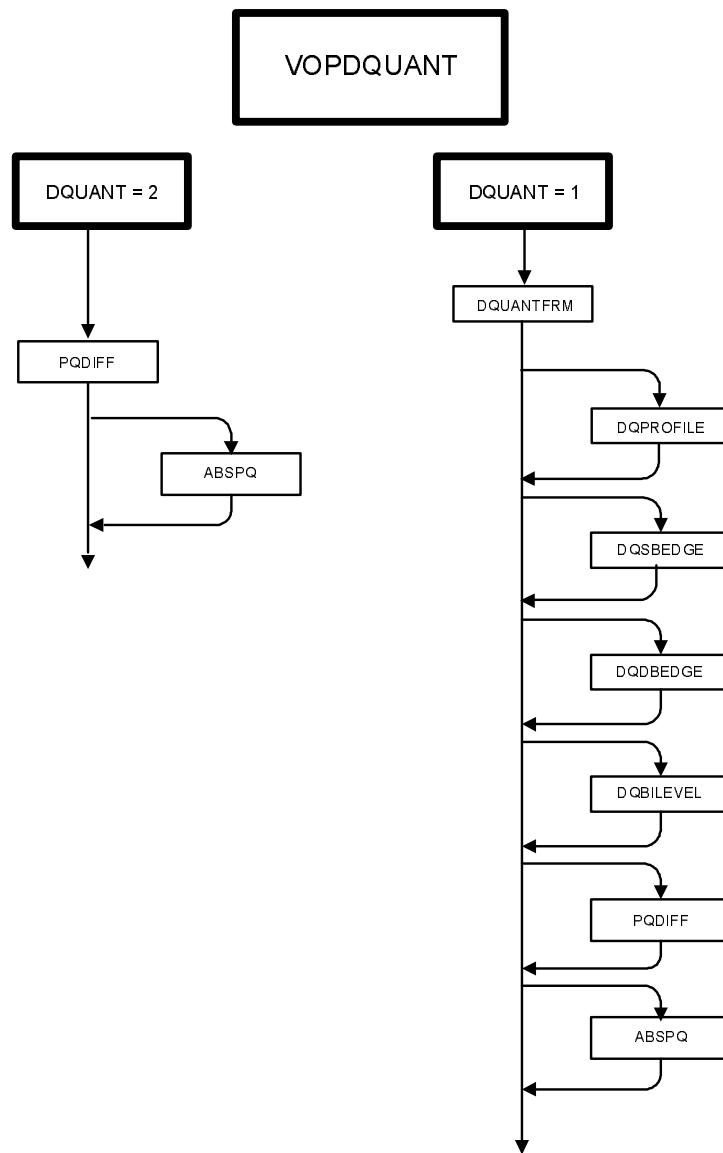 VOPDQUANT
DQUANT = 2
PQDIFF
ABSPQ
DQUANT = 1
DQUANTFRM
DQPROFILE
DQSBEDGE
DQDBEDGE
DQBILEVEL
PQDIFF
ABSPQ